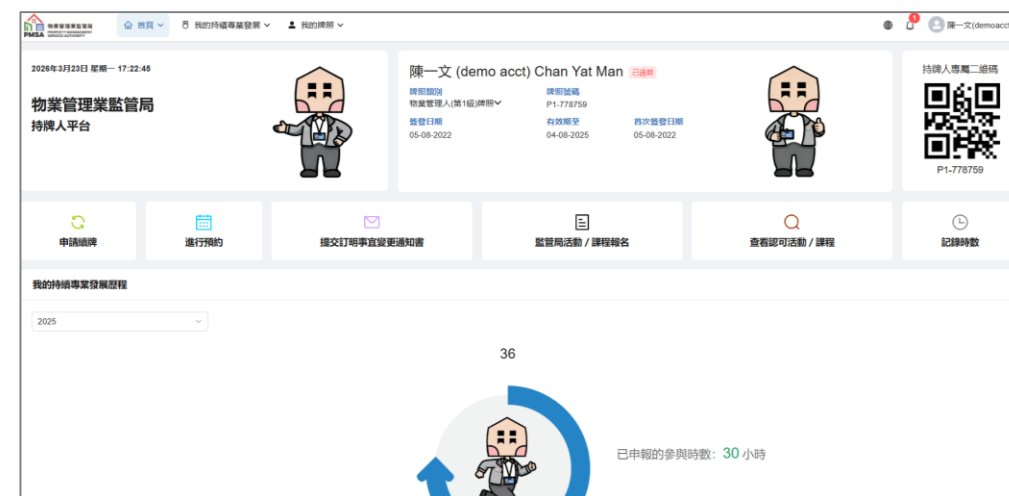 物業管理業監管局
PMSA PROPERTY MANAGEMENT SERVICES AUTHORITY
首頁
我的持續專業發展
我的牌照
1
陳一文(demoacct
2026年3月23日 星期一 17:22:45
物業管理業監管局
持牌人平台
陳一文 (demo acct) Chan Yat Man 已過期
牌照類別 牌照號碼
物業管理人(第1級)牌照 P1-778759
簽發日期 有效期至 首次簽發日期
05-08-2022 04-08-2025 05-08-2022
持牌人專屬二維碼
P1-778759
申請續牌 進行預約 提交訂明事宜變更通知書 監管局活動 / 課程報名 查看認可活動 / 課程 記錄時數
我的持續專業發展歷程
2025
36
已申報的參與時數: 30 小時